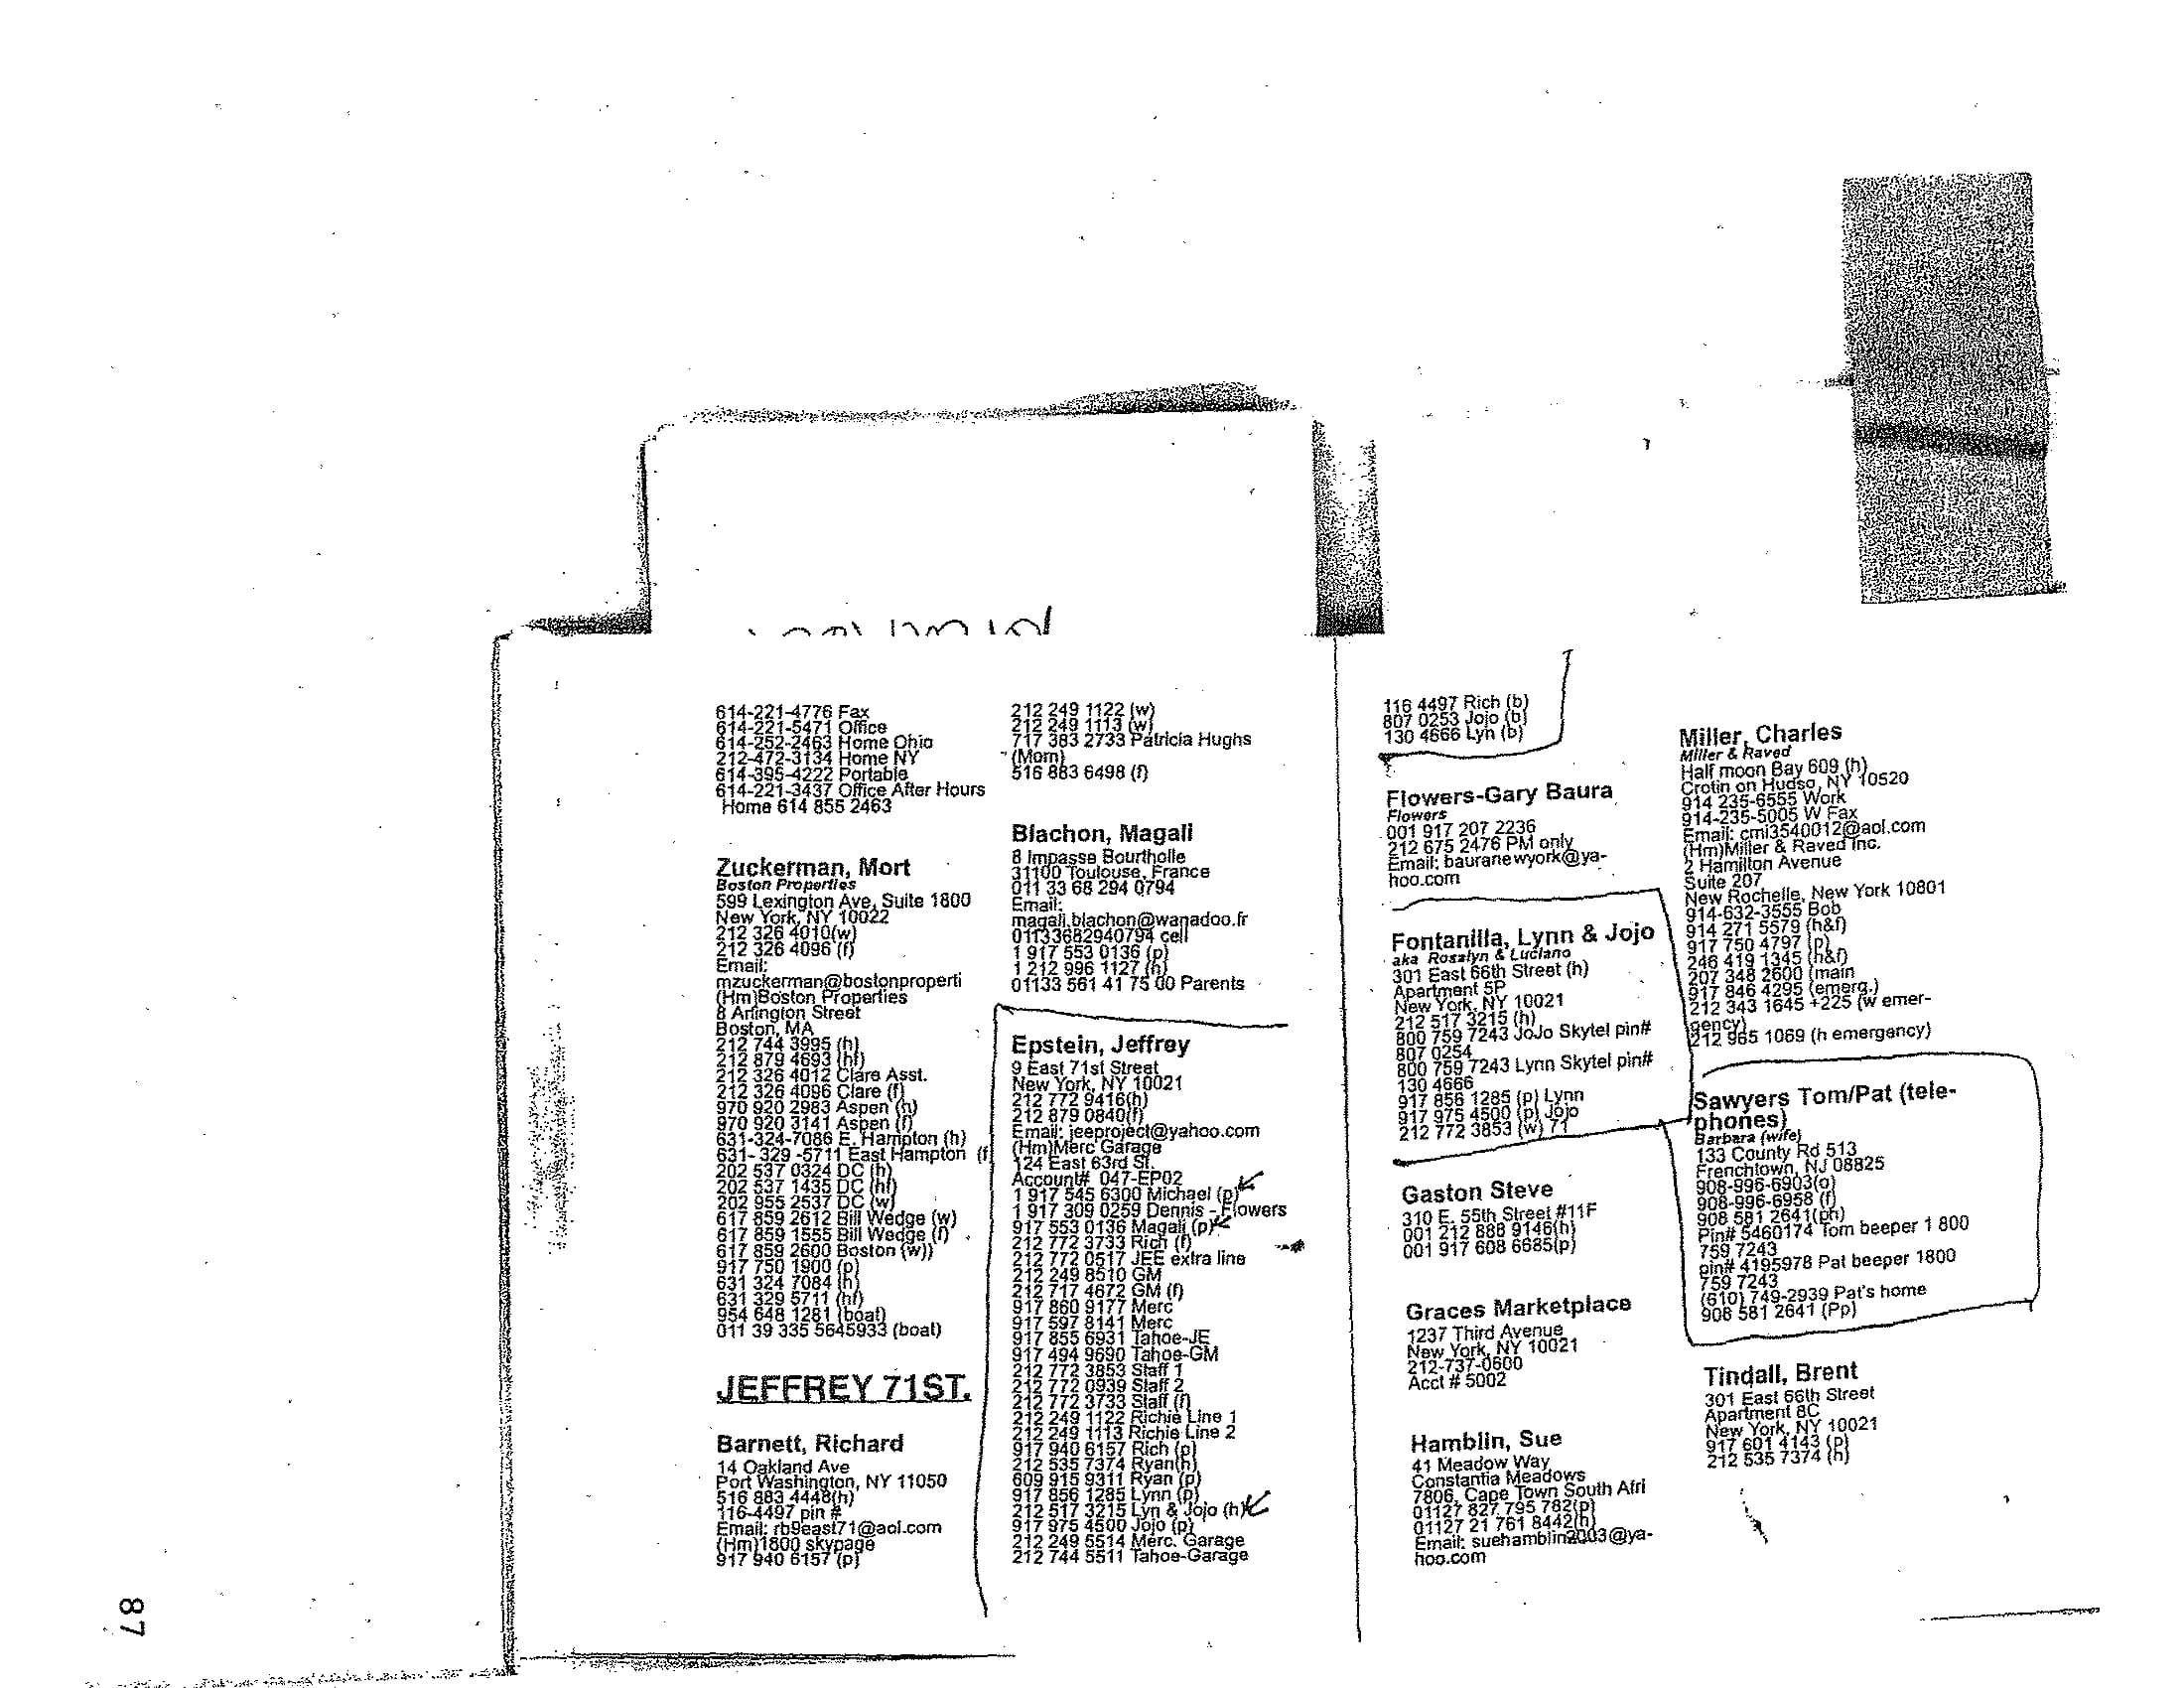 614-221-4776 Fax
614-221-5471 Office
614-252-2463 Home Ohio
212-472-3134 Home NY
614-395-4222 Portable
614-221-3437 Office After Hours
Home 614 855 2463
Zuckerman, Mort
Boston Properties
599 Lexington Ave, Suite 1800
New York, NY 10022
212 326 4010(w)
212 326 4096 (f)
Email:
mzuckerman@bostonproperti
(Hm)Boston Properties
8 Arlington Street
Boston, MA
212 744 3995 (h)
212 879 4693 (hf)
212 326 4012 Clare Asst.
212 326 4096 Clare (f)
970 920 2983 Aspen (h)
970 920 3141 Aspen (f)
631-324-7086 E. Hampton (h)
631- 329 -5711 East Hampton (f
202 537 0324 DC (h)
202 537 1435 DC (hf)
202 955 2537 DC (w)
617 859 2612 Bill Wedge (w)
617 859 1555 Bill Wedge (f)
617 859 2600 Boston (w))
917 750 1900 (p)
631 324 7084 (h)
631 329 5711 (hf)
954 648 1281 (boat)
011 39 335 5645933 (boat)
JEFFREY 71ST.
Barnett, Richard
14 Oakland Ave
Port Washington, NY 11050
516 883 4448(h)
116-4497 pin #
Email: rb9east71@aol.com
(Hm)1800 skypage
917 940 6157 (p)
212 249 1122 (w)
212 249 1113 (w)
717 383 2733 Patricia Hughs
(Mom)
516 883 6498 (f)
Blachon, Magali
8 Impasse Bourtholle
31100 Toulouse, France
011 33 68 294 0794
Email:
magali.blachon@wanadoo.fr
01133682940794 cell
1 917 553 0136 (p)
1 212 996 1127 (h)
01133 561 41 75 00 Parents
Epstein, Jeffrey
9 East 71st Street
New York, NY 10021
212 772 9416(h)
212 879 0840(f)
Email: jeeproject@yahoo.com
(Hm)Merc Garage
124 East 63rd St.
Account# 047-EP02
1 917 545 6300 Michael (p)
1 917 309 0259 Dennis - Flowers
917 553 0136 Magali (p)
212 772 3733 Rich (f)
212 772 0517 JEE extra line
212 249 8510 GM
212 717 4672 GM (f)
917 860 9177 Merc
917 597 8141 Merc
917 855 6931 Tahoe-JE
917 494 9690 Tahoe-GM
212 772 3853 Staff 1
212 772 0939 Staff 2
212 772 3733 Staff (f)
212 249 1122 Richie Line 1
212 249 1113 Richie Line 2
917 940 6157 Rich (p)
212 535 7374 Ryan(h)
609 915 9311 Ryan (p)
917 856 1285 Lynn (p)
212 517 3215 Lyn & Jojo (h)
917 975 4500 Jojo (p)
212 249 5514 Merc. Garage
212 744 5511 Tahoe-Garage
116 4497 Rich (b)
807 0253 Jojo (b)
130 4666 Lyn (b)
Flowers-Gary Baura
Flowers
001 917 207 2236
212 675 2476 PM only
Email: bauranewyork@ya-
hoo.com
Fontanilla, Lynn & Jojo
aka Rosalyn & Luciano
301 East 66th Street (h)
Apartment 5P
New York, NY 10021
212 517 3215 (h)
800 759 7243 JoJo Skytel pin#
807 0254
800 759 7243 Lynn Skytel pin#
130 4666
917 856 1285 (p) Lynn
917 975 4500 (p) Jojo
212 772 3853 (w) 71
Gaston Steve
310 E. 55th Street #11F
001 212 888 9146(h)
001 917 608 6685(p)
Graces Marketplace
1237 Third Avenue
New York, NY 10021
212-737-0600
Acct # 5002
Hamblin, Sue
41 Meadow Way
Constantia Meadows
7806, Cape Town South Afri
01127 827 795 782(p)
01127 21 761 8442(h)
Email: suehamblin2003@ya-
hoo.com
Miller, Charles
Miller & Raved
Half moon Bay 609 (h)
Crotin on Hudso, NY 10520
914 235-6555 Work
914-235-5005 W Fax
Email: cmi3540012@aol.com
(Hm)Miller & Raved Inc.
2 Hamilton Avenue
Suite 207
New Rochelle, New York 10801
914-632-3555 Bob
914 271 5579 (h&f)
917 750 4797 (p)
246 419 1345 (h&f)
207 348 2600 (main
917 846 4295 (emerg.)
212 343 1645 +225 (w emer-
gency)
212 965 1069 (h emergency)
Sawyers Tom/Pat (tele-
phones)
Barbara (wife)
133 County Rd 513
Frenchtown, NJ 08825
908-996-6903(o)
908-996-6958 (f)
908 581 2641(ph)
Pin# 5460174 Tom beeper 1 800
759 7243
pin# 4195978 Pat beeper 1800
759 7243
(610) 749-2939 Pat's home
908 581 2641 (Pp)
Tindall, Brent
301 East 66th Street
Apartment 8C
New York, NY 10021
917 601 4143 (p)
212 535 7374 (h)
87